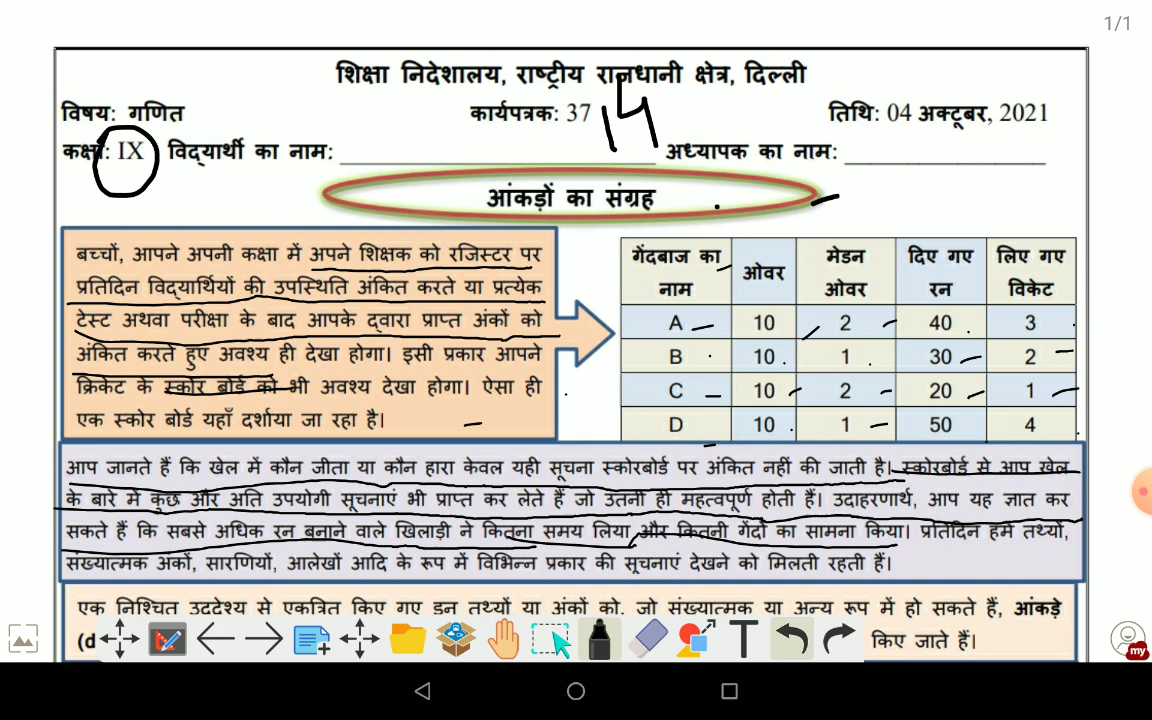 1/1
शिक्षा निदेशालय, राष्ट्रीय राजधानी क्षेत्र, दिल्ली
विषय: गणित कार्यपत्रक: 37 14 तिथि: 04 अक्टूबर, 2021
कक्षा: IX विद्यार्थी का नाम: ____________ अध्यापक का नाम: ____________
आंकड़ों का संग्रह
बच्चों, आपने अपनी कक्षा में अपने शिक्षक को रजिस्टर पर
प्रतिदिन विद्यार्थियों की उपस्थिति अंकित करते या प्रत्येक
टेस्ट अथवा परीक्षा के बाद आपके द्वारा प्राप्त अंकों को
अंकित करते हुए अवश्य ही देखा होगा। इसी प्रकार आपने
क्रिकेट के स्कोर बोर्ड को भी अवश्य देखा होगा। ऐसा ही
एक स्कोर बोर्ड यहाँ दर्शाया जा रहा है।
गेंदबाज का नाम ओवर मेडन ओवर दिए गए रन लिए गए विकेट
A 10 2 40 3
B 10 1 30 2
C 10 2 20 1
D 10 1 50 4
आप जानते हैं कि खेल में कौन जीता या कौन हारा केवल यही सूचना स्कोरबोर्ड पर अंकित नहीं की जाती है। स्कोरबोर्ड से आप खेल
के बारे में कुछ और अति उपयोगी सूचनाएं भी प्राप्त कर लेते हैं जो उतनी ही महत्वपूर्ण होती हैं। उदाहरणार्थ, आप यह ज्ञात कर
सकते हैं कि सबसे अधिक रन बनाने वाले खिलाड़ी ने कितना समय लिया और कितनी गेंदों का सामना किया। प्रतिदिन हमें तथ्यों,
संख्यात्मक अंकों, सारणियों, आलेखों आदि के रूप में विभिन्न प्रकार की सूचनाएं देखने को मिलती रहती हैं।
एक निश्चित उद्देश्य से एकत्रित किए गए इन तथ्यों या अंकों को, जो संख्यात्मक या अन्य रूप में हो सकते हैं, आंकड़े
(d किए जाते हैं।
my